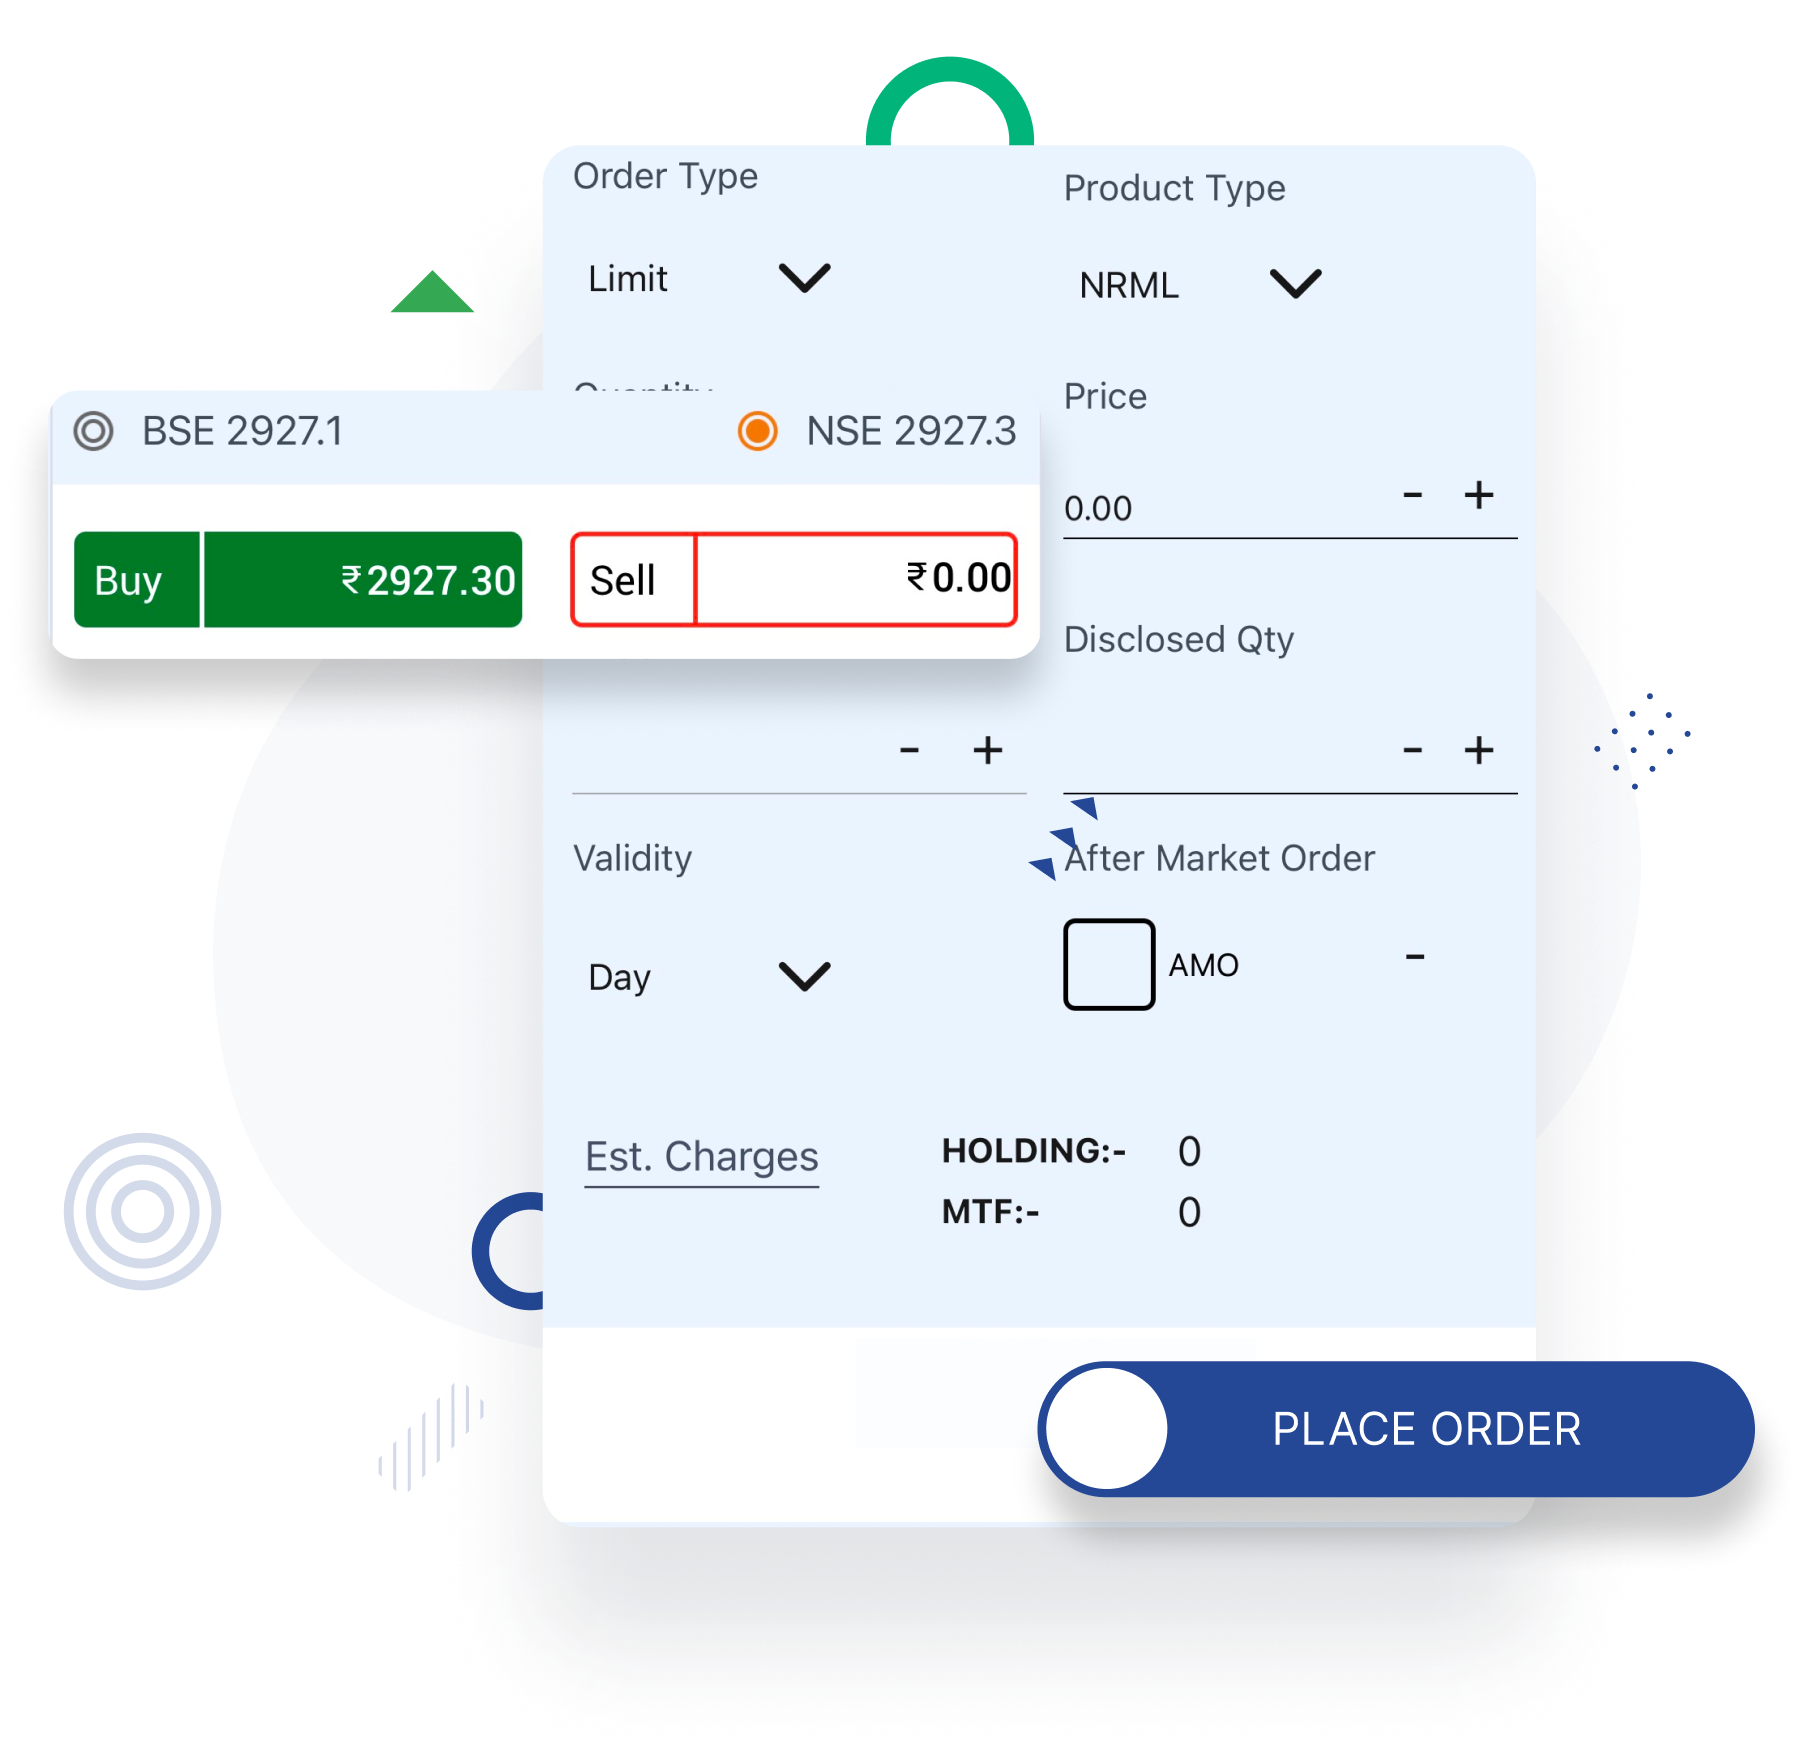 Order Type
Product Type
Limit
NRML
Quantity
Price
BSE 2927.1
NSE 2927.3
0.00
- +
Buy ₹2927.30
Sell ₹0.00
Disclosed Qty
- +
- +
Validity
After Market Order
Day
AMO -
Est. Charges
HOLDING:- 0
MTF:- 0
PLACE ORDER